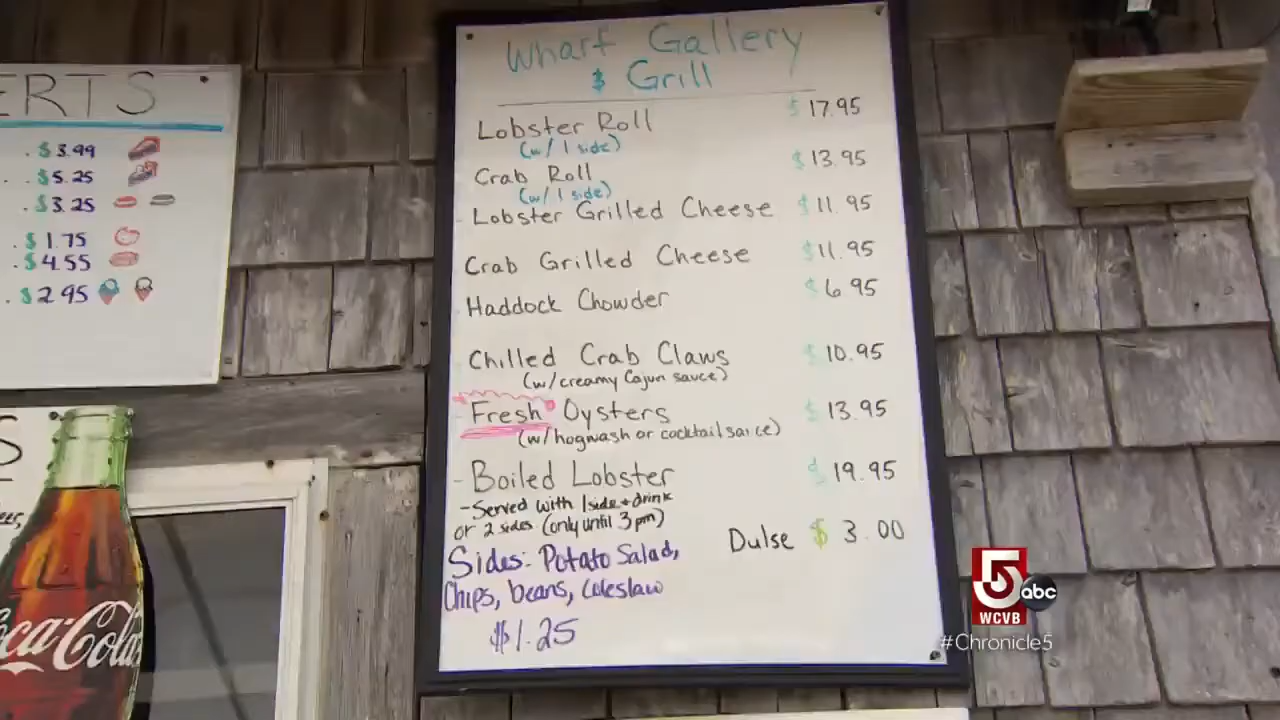 ERTS
. $3.99
. . $5.25
. $3.25
. $1.75
. $4.55
. $2.95
S
Coca-Cola
Wharf Gallery
& Grill
Lobster Roll $17.95
(w/ 1 side)
Crab Roll $13.95
(w/ 1 side)
- Lobster Grilled Cheese $11.95
Crab Grilled Cheese $11.95
Haddock Chowder $6.95
Chilled Crab Claws $10.95
(w/creamy Cajun sauce)
- Fresh Oysters $13.95
(w/hogwash or cocktail sauce)
- Boiled Lobster $19.95
- Served with 1 side + drink
or 2 sides (only until 3pm)
Dulse $3.00
Sides: Potato Salad,
Chips, beans, Coleslaw
$1.25
5 abc
WCVB
#Chronicle5